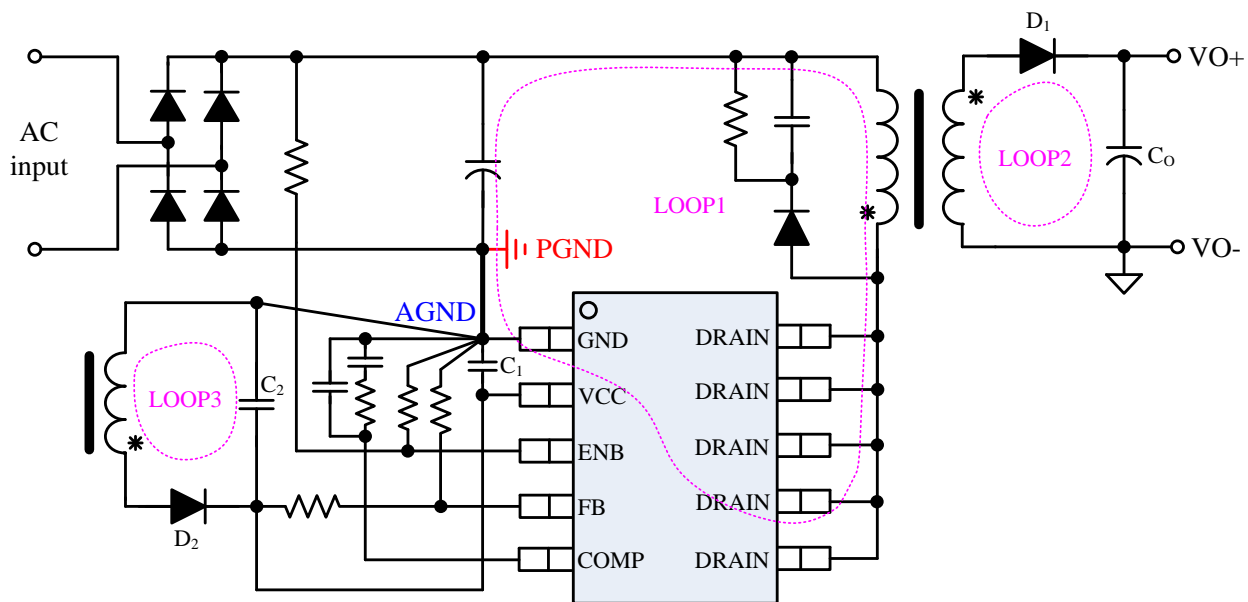 D1
VO+
AC
input
LOOP1
LOOP2
CO
PGND
VO-
AGND
GND
DRAIN
C1
VCC
DRAIN
LOOP3
C2
ENB
DRAIN
FB
DRAIN
D2
COMP
DRAIN